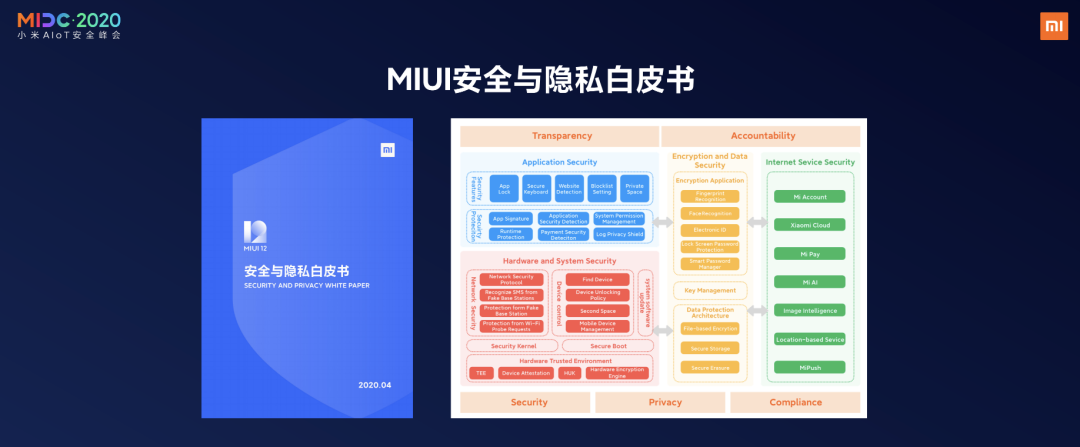 MIDC·2020
小米AIoT安全峰会
MIUI安全与隐私白皮书
MIUI 12
安全与隐私白皮书
SECURITY AND PRIVACY WHITE PAPER
2020.04
Transparency
Accountability
Application Security
Security Features
App Lock
Secure Keyboard
Website Detection
Blocklist Setting
Private Space
Security Protection
App Signature
Application Security Detection
System Permission Management
Runtime Protection
Payment Security Detection
Log Privacy Shield
Hardware and System Security
Network Security
Network Security Protocol
Recognize SMS from Fake Base Stations
Protection form Fake Base Station
Protection from Wi-Fi Probe Requests
Device control
Find Device
Device Unlocking Policy
Second Space
Mobile Device Management
system software update
Security Kernel
Secure Boot
Hardware Trusted Environment
TEE
Device Attestation
HUK
Hardware Encryption Engine
Encryption and Data Security
Encryption Application
Fingerprint Recognition
FaceRecognition
Electronic ID
Lock Screen Password Protection
Smart Password Manager
Key Management
Data Protection Architecture
File-based Encrytion
Secure Storage
Secure Erasure
Internet Sevice Security
Mi Account
Xiaomi Cloud
Mi Pay
Mi AI
Image Intelligence
Location-based Sevice
MiPush
Security
Privacy
Compliance